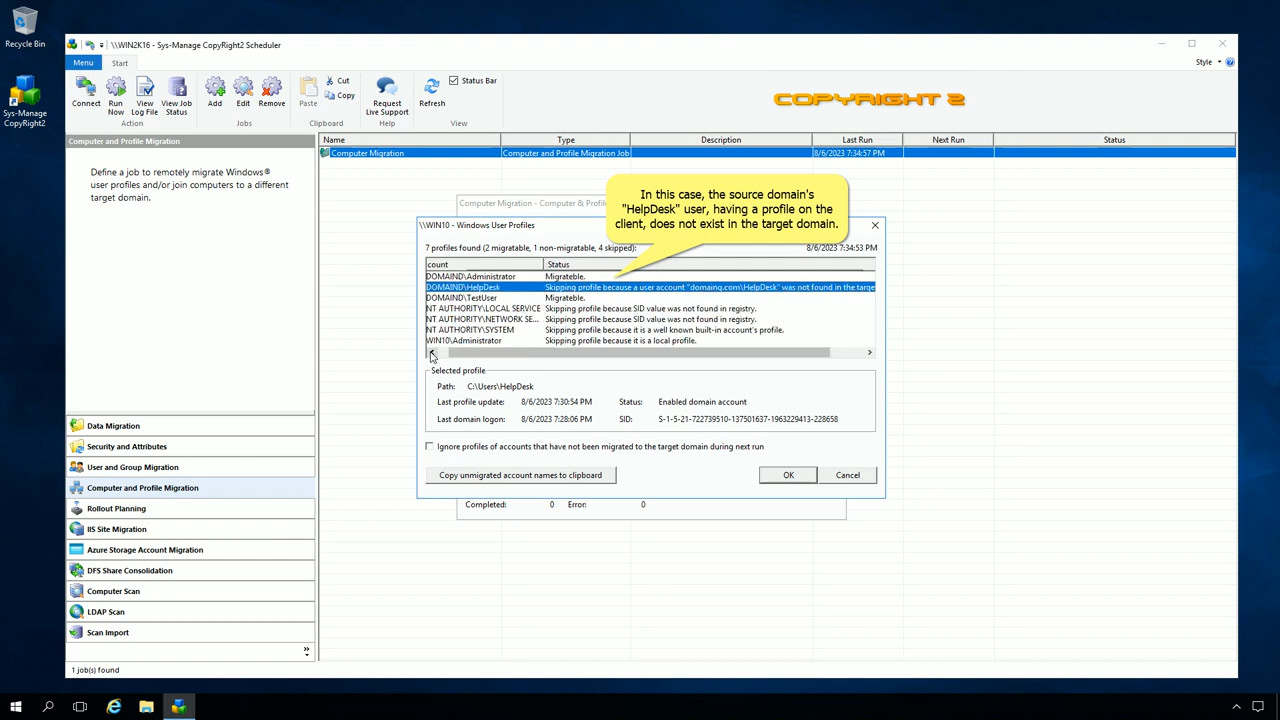 Recycle Bin
Sys-Manage
CopyRight2
\\WIN2K16 - Sys-Manage CopyRight2 Scheduler
Menu
Start
Style
Connect
Run
Now
View
Log File
View Job
Status
Action
Add
Edit
Remove
Jobs
Paste
Cut
Copy
Clipboard
Request
Live Support
Help
Refresh
Status Bar
View
COPYRIGHT 2
Computer and Profile Migration
Define a job to remotely migrate Windows®
user profiles and/or join computers to a different
target domain.
Name
Type
Description
Last Run
Next Run
Status
Computer Migration
Computer and Profile Migration Job
8/6/2023 7:34:57 PM
In this case, the source domain's
"HelpDesk" user, having a profile on the
client, does not exist in the target domain.
Computer Migration - Computer & Profile
\\WIN10 - Windows User Profiles
7 profiles found (2 migratable, 1 non-migratable, 4 skipped):
8/6/2023 7:34:53 PM
count
Status
DOMAIND\Administrator
Migrateble.
DOMAIND\HelpDesk
Skipping profile because a user account "domainq.com\HelpDesk" was not found in the targe
DOMAIND\TestUser
Migrateble.
NT AUTHORITY\LOCAL SERVICE
Skipping profile because SID value was not found in registry.
NT AUTHORITY\NETWORK SE...
Skipping profile because SID value was not found in registry.
NT AUTHORITY\SYSTEM
Skipping profile because it is a well known built-in account's profile.
WIN10\Administrator
Skipping profile because it is a local profile.
Selected profile
Path: C:\Users\HelpDesk
Last profile update: 8/6/2023 7:30:54 PM
Status: Enabled domain account
Last domain logon: 8/6/2023 7:28:06 PM
SID: S-1-5-21-722739510-137501637-1963229413-228658
Ignore profiles of accounts that have not been migrated to the target domain during next run
Copy unmigrated account names to clipboard
OK
Cancel
Completed: 0
Error: 0
Data Migration
Security and Attributes
User and Group Migration
Computer and Profile Migration
Rollout Planning
IIS Site Migration
Azure Storage Account Migration
DFS Share Consolidation
Computer Scan
LDAP Scan
Scan Import
1 job(s) found